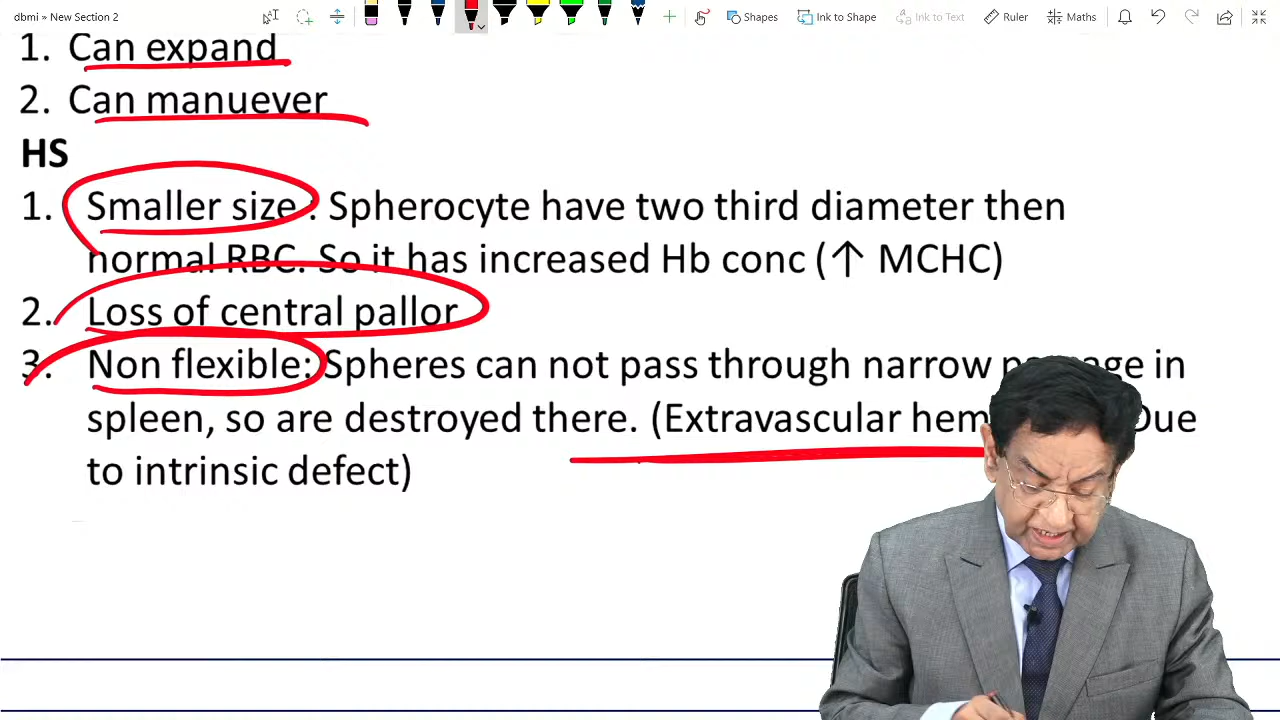 dbmi » New Section 2
Shapes
Ink to Shape
Ink to Text
Ruler
Maths
1. Can expand
2. Can manuever
HS
1. Smaller size : Spherocyte have two third diameter then
normal RBC. So it has increased Hb conc (↑ MCHC)
2. Loss of central pallor
3. Non flexible: Spheres can not pass through narrow in
spleen, so are destroyed there. (Extravascular Due
to intrinsic defect)